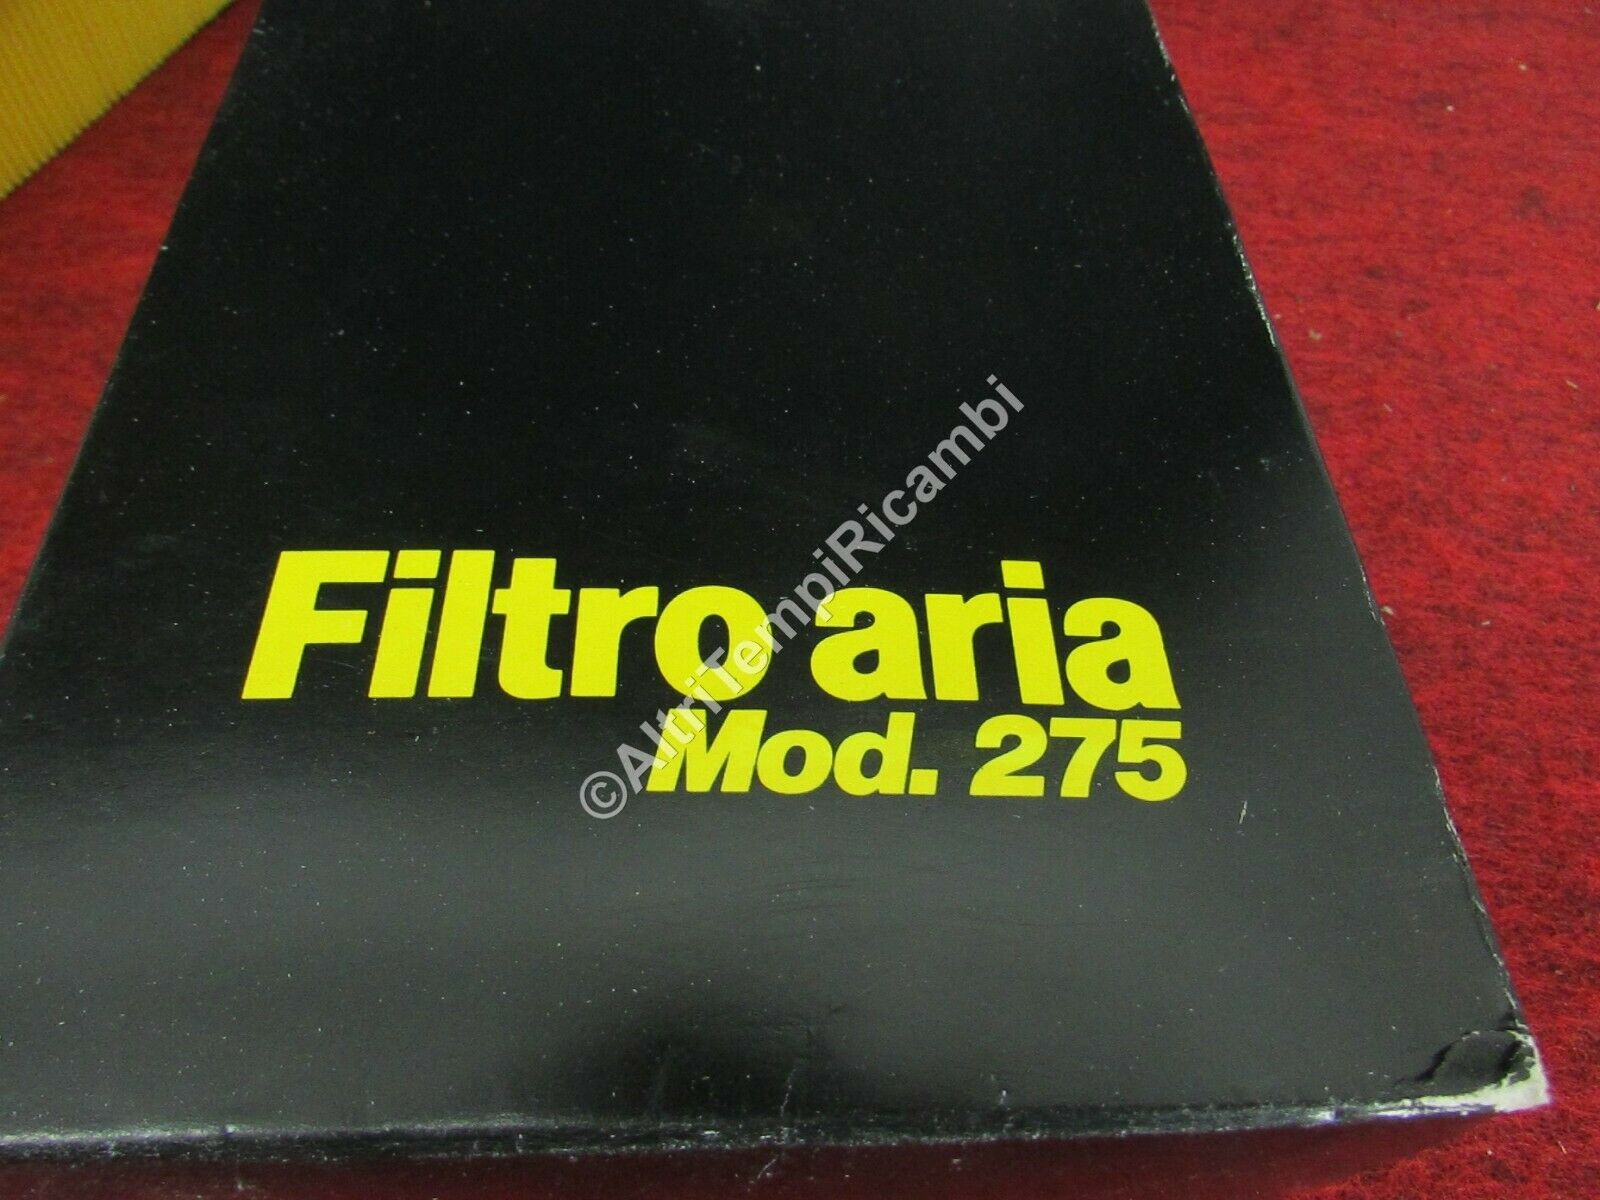 Filtro aria
Mod. 275
©AltriTempiRicambi